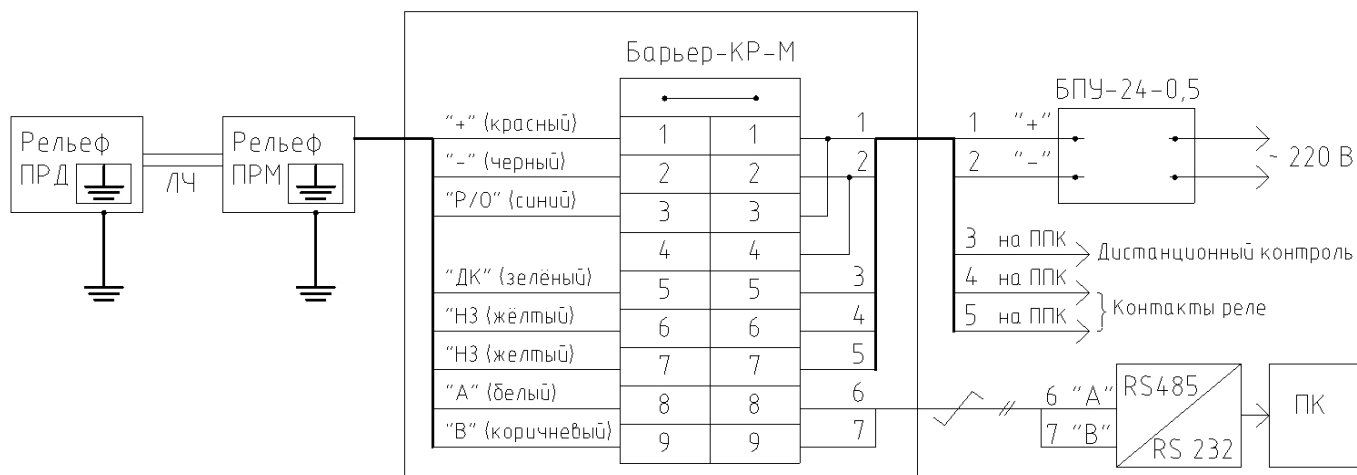 Барьер-КР-М
БПУ-24-0,5
Рельеф
ПРД
ЛЧ
Рельеф
ПРМ
"+" (красный)
"-" (черный)
"Р/О" (синий)
"ДК" (зелёный)
"НЗ (жёлтый)
"НЗ (желтый)
"А" (белый)
"В" (коричневый)
1 1
2 2
3 3
4 4
5 5
6 6
7 7
8 8
9 9
1
2
3
4
5
6
7
1 "+"
2 "-"
~ 220 В
3 на ППК Дистанционный контроль
4 на ППК
5 на ППК
Контакты реле
6 "А"
7 "В"
RS485
RS 232
ПК